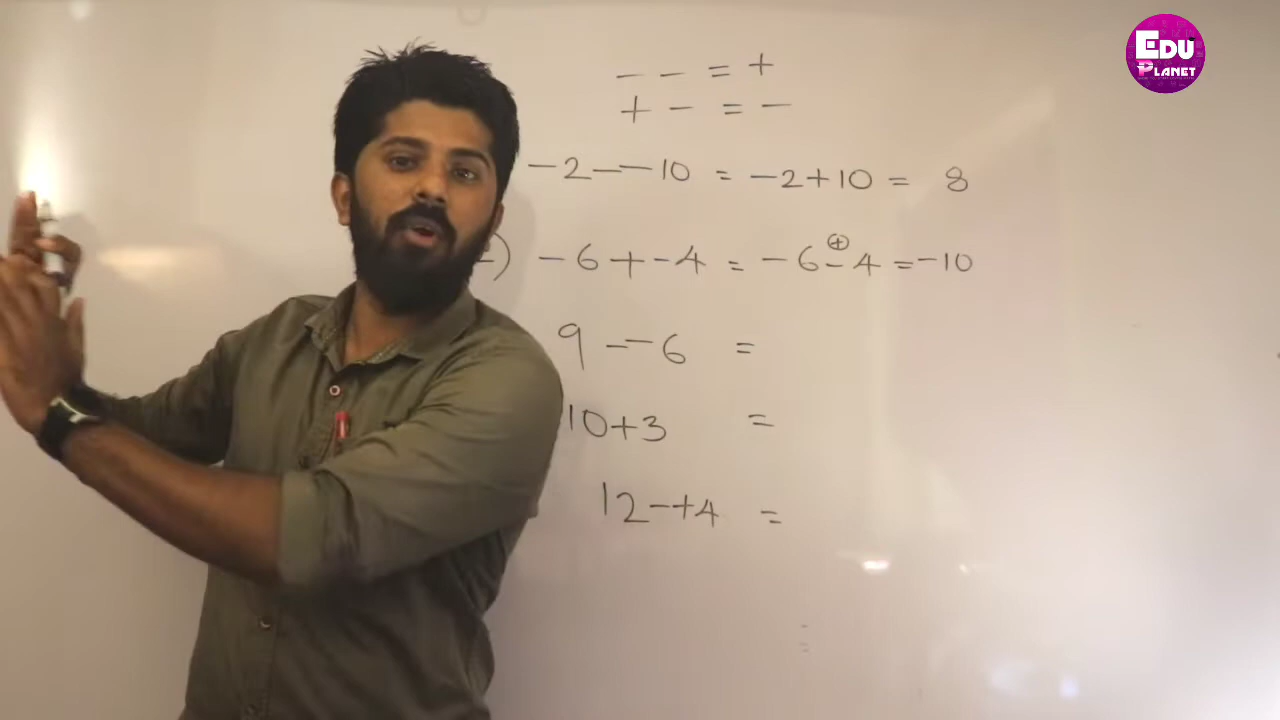 EDU
PLANET
- - = +
+ - = -
-2--10 = -2+10 = 8
) -6+-4 = -6-4 = -10
+
9 --6 =
10+3 =
12-+4 =
=